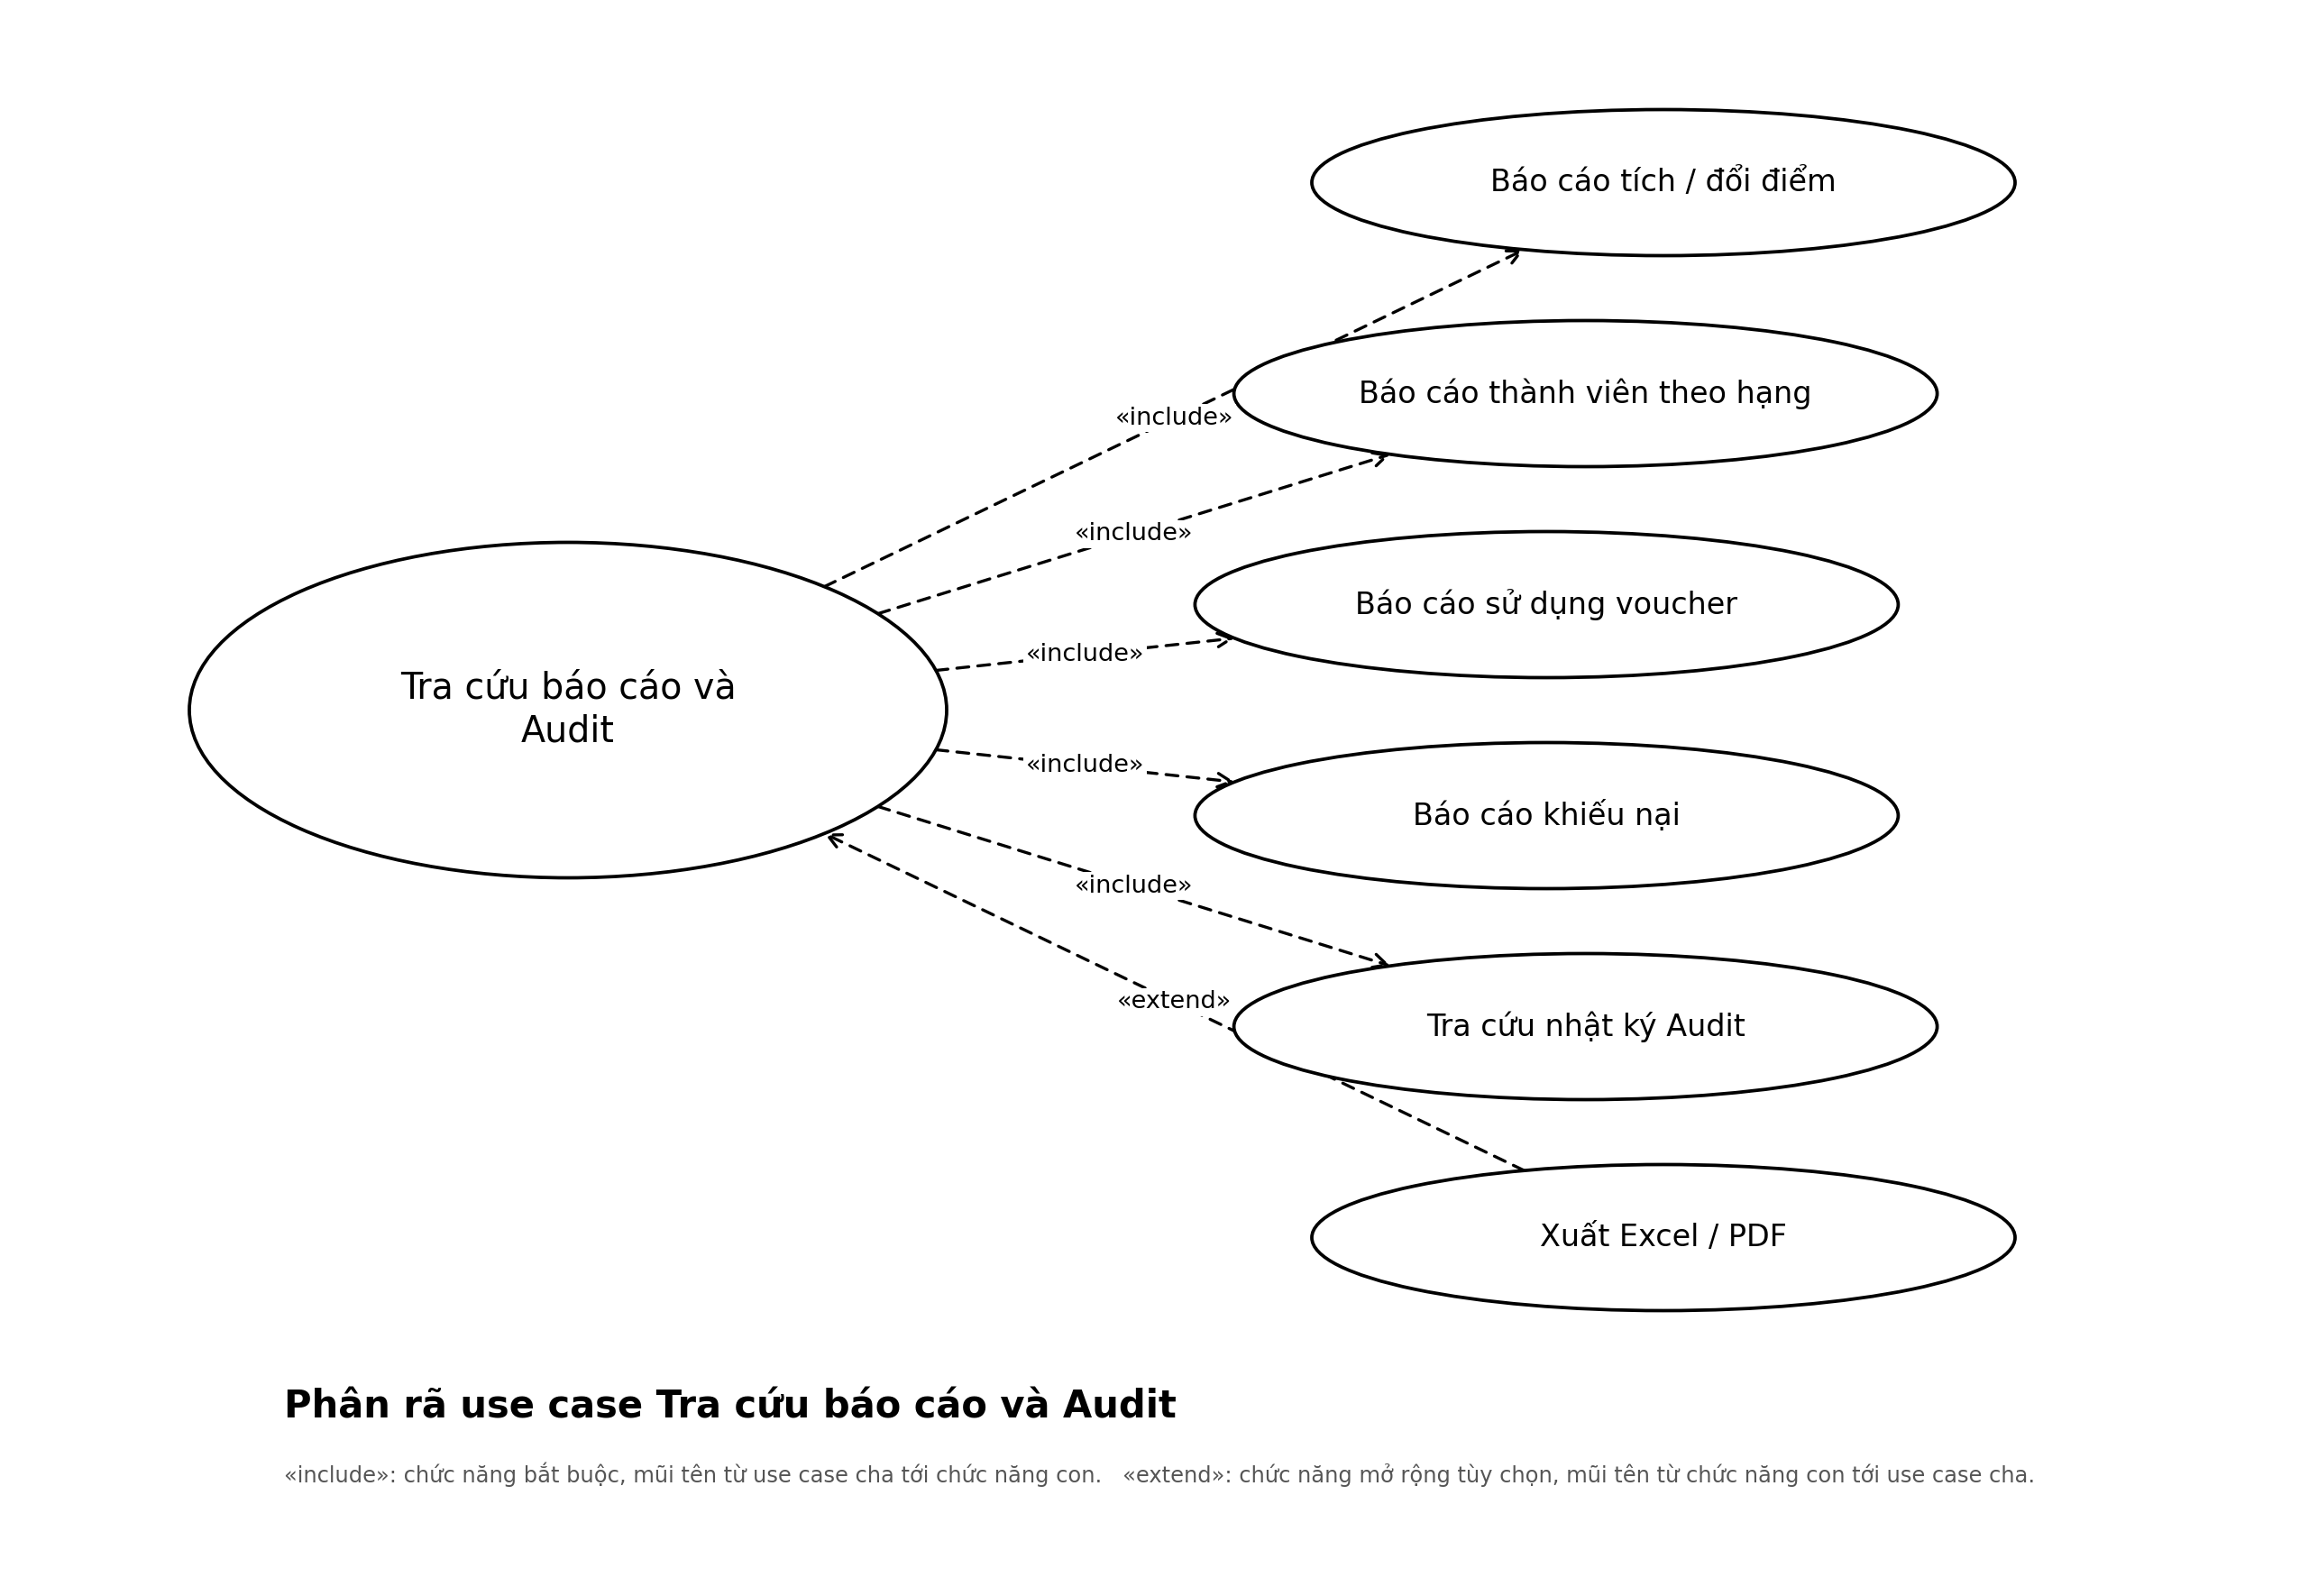 Báo cáo tích / đổi điểm
Báo cáo thành viên theo hạng
«include»
«include»
Báo cáo sử dụng voucher
«include»
Tra cứu báo cáo và
Audit
«include»
Báo cáo khiếu nại
«include»
«extend»
Tra cứu nhật ký Audit
Xuất Excel / PDF
Phân rã use case Tra cứu báo cáo và Audit
«include»: chức năng bắt buộc, mũi tên từ use case cha tới chức năng con. «extend»: chức năng mở rộng tùy chọn, mũi tên từ chức năng con tới use case cha.